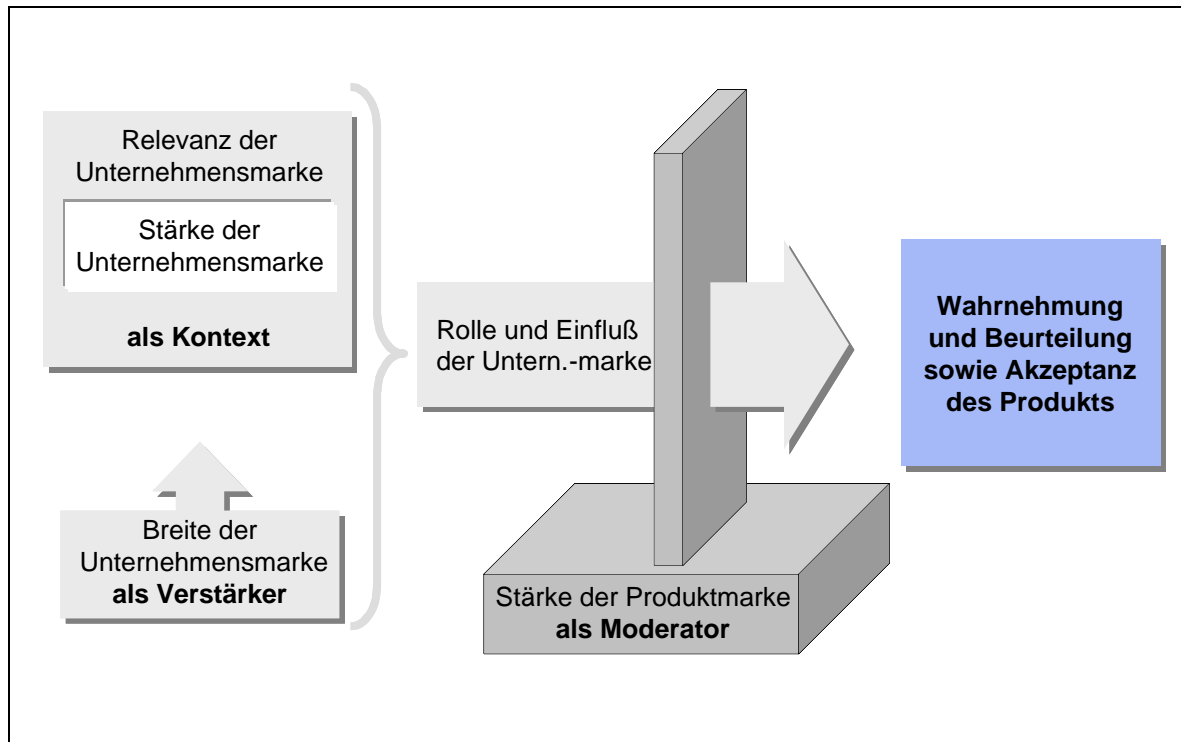 Relevanz der
Unternehmensmarke
Stärke der
Unternehmensmarke
als Kontext
Breite der
Unternehmensmarke
als Verstärker
Rolle und Einfluß
der Untern.-marke
Stärke der Produktmarke
als Moderator
Wahrnehmung
und Beurteilung
sowie Akzeptanz
des Produkts